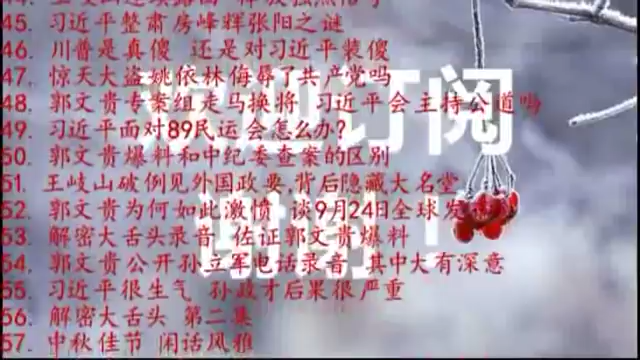 45. 习近平整肃房峰辉张阳之谜
46. 川普是真傻 还是对习近平装傻
47. 惊天大盗姚依林侮辱了共产党吗
48. 郭文贵专案组走马换将 习近平会主持公道吗
49. 习近平面对89民运会怎么办?
50. 郭文贵爆料和中纪委查案的区别
51. 王岐山破例见外国政要,背后隐藏大名堂
52. 郭文贵为何如此激愤 谈9月24日全球发布
53. 解密大舌头录音 佐证郭文贵爆料
54. 郭文贵公开孙立军电话录音 其中大有深意
55. 习近平很生气 孙政才后果很严重
56. 解密大舌头 第二集
57. 中秋佳节 闲话风雅
欢迎订阅
谢谢!